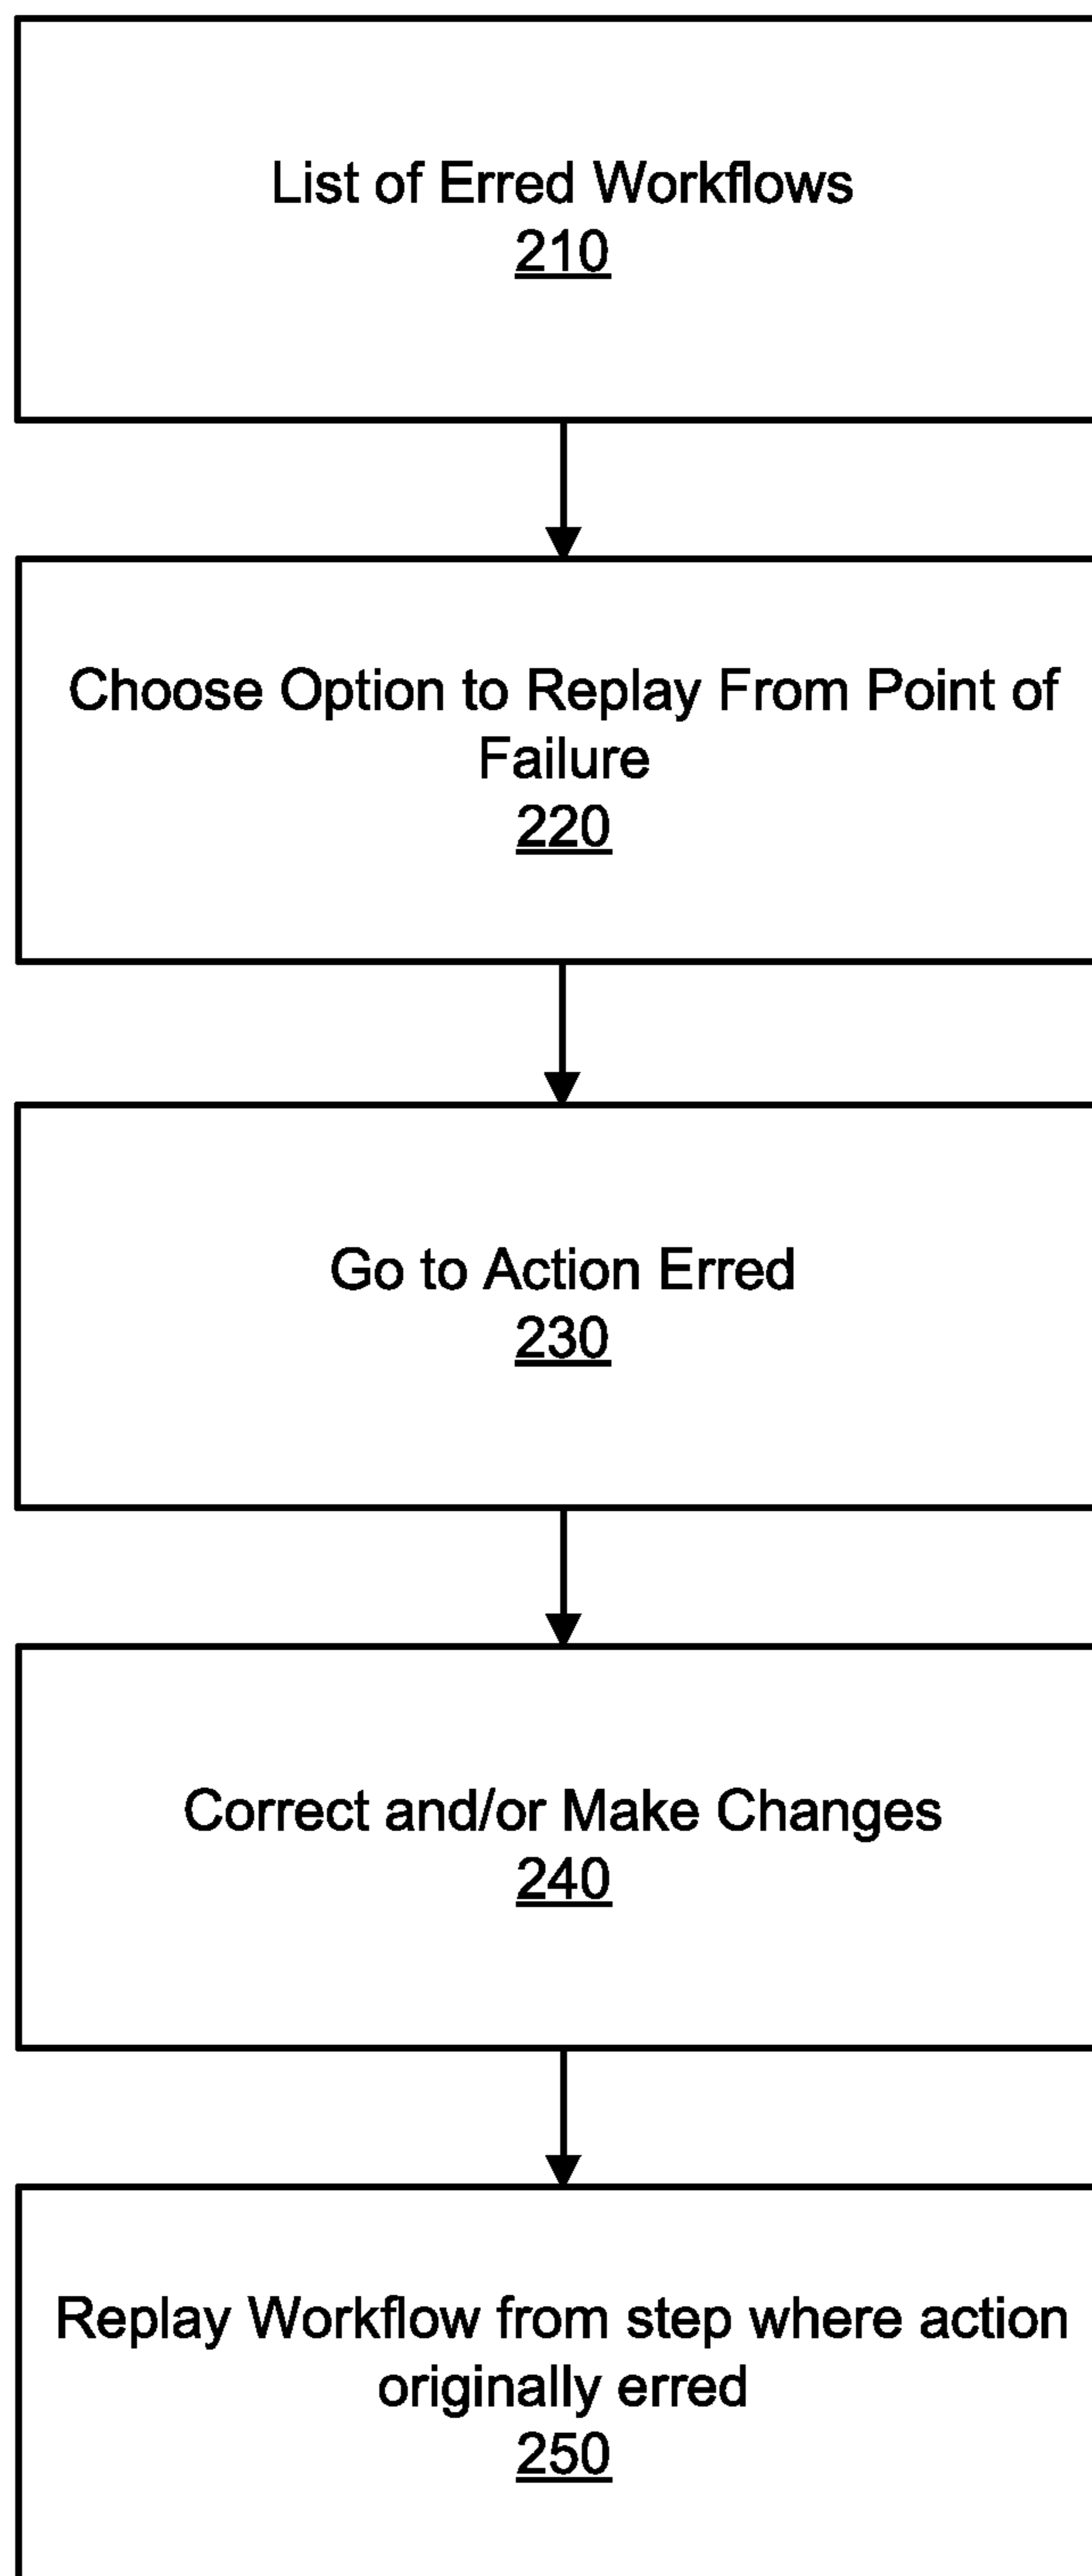 List of Erred Workflows
210
Choose Option to Replay From Point of
Failure
220
Go to Action Erred
230
Correct and/or Make Changes
240
Replay Workflow from step where action
originally erred
250